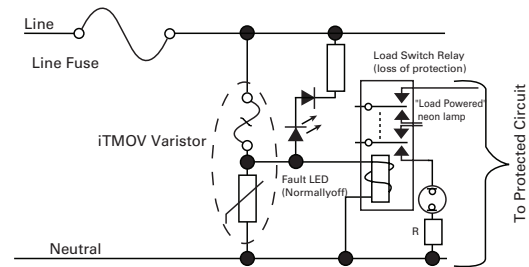 Line
Line Fuse
Load Switch Relay
(loss of protection)
"Load Powered"
neon lamp
iTMOV Varistor
Fault LED
(Normallyoff)
R
Neutral
To Protected Circuit